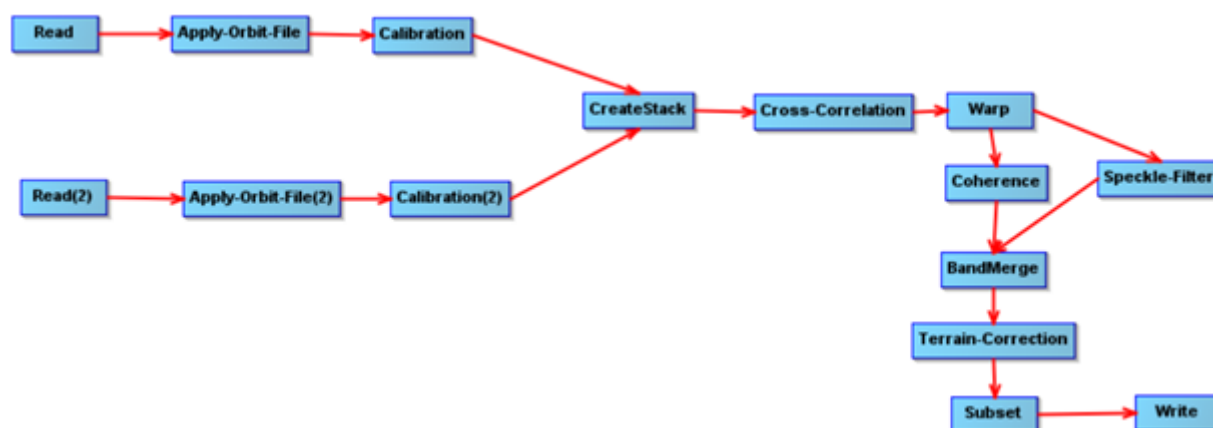 Read
Apply-Orbit-File
Calibration
CreateStack
Cross-Correlation
Warp
Read(2)
Apply-Orbit-File(2)
Calibration(2)
Coherence
Speckle-Filter
BandMerge
Terrain-Correction
Subset
Write